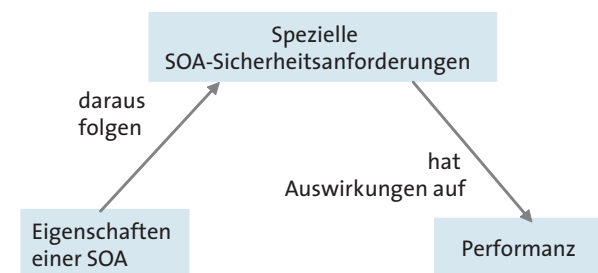 Spezielle
SOA-Sicherheitsanforderungen
daraus
folgen
hat
Auswirkungen auf
Eigenschaften
einer SOA
Performanz